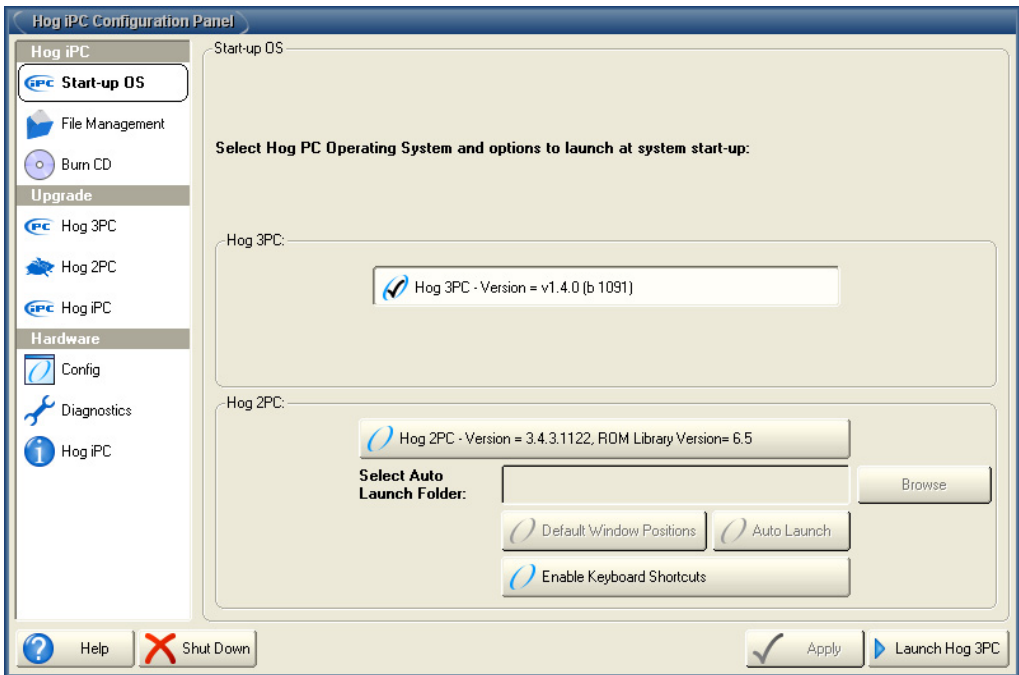 Hog iPC Configuration Panel
Hog iPC
iPC Start-up OS
File Management
Burn CD
Upgrade
PC Hog 3PC
Hog 2PC
iPC Hog iPC
Hardware
Config
Diagnostics
i Hog iPC
Start-up OS
Select Hog PC Operating System and options to launch at system start-up:
Hog 3PC:
Hog 3PC - Version = v1.4.0 (b 1091)
Hog 2PC:
Hog 2PC - Version = 3.4.3.1122, ROM Library Version= 6.5
Select Auto
Launch Folder:
Browse
Default Window Positions
Auto Launch
Enable Keyboard Shortcuts
? Help
Shut Down
Apply
Launch Hog 3PC